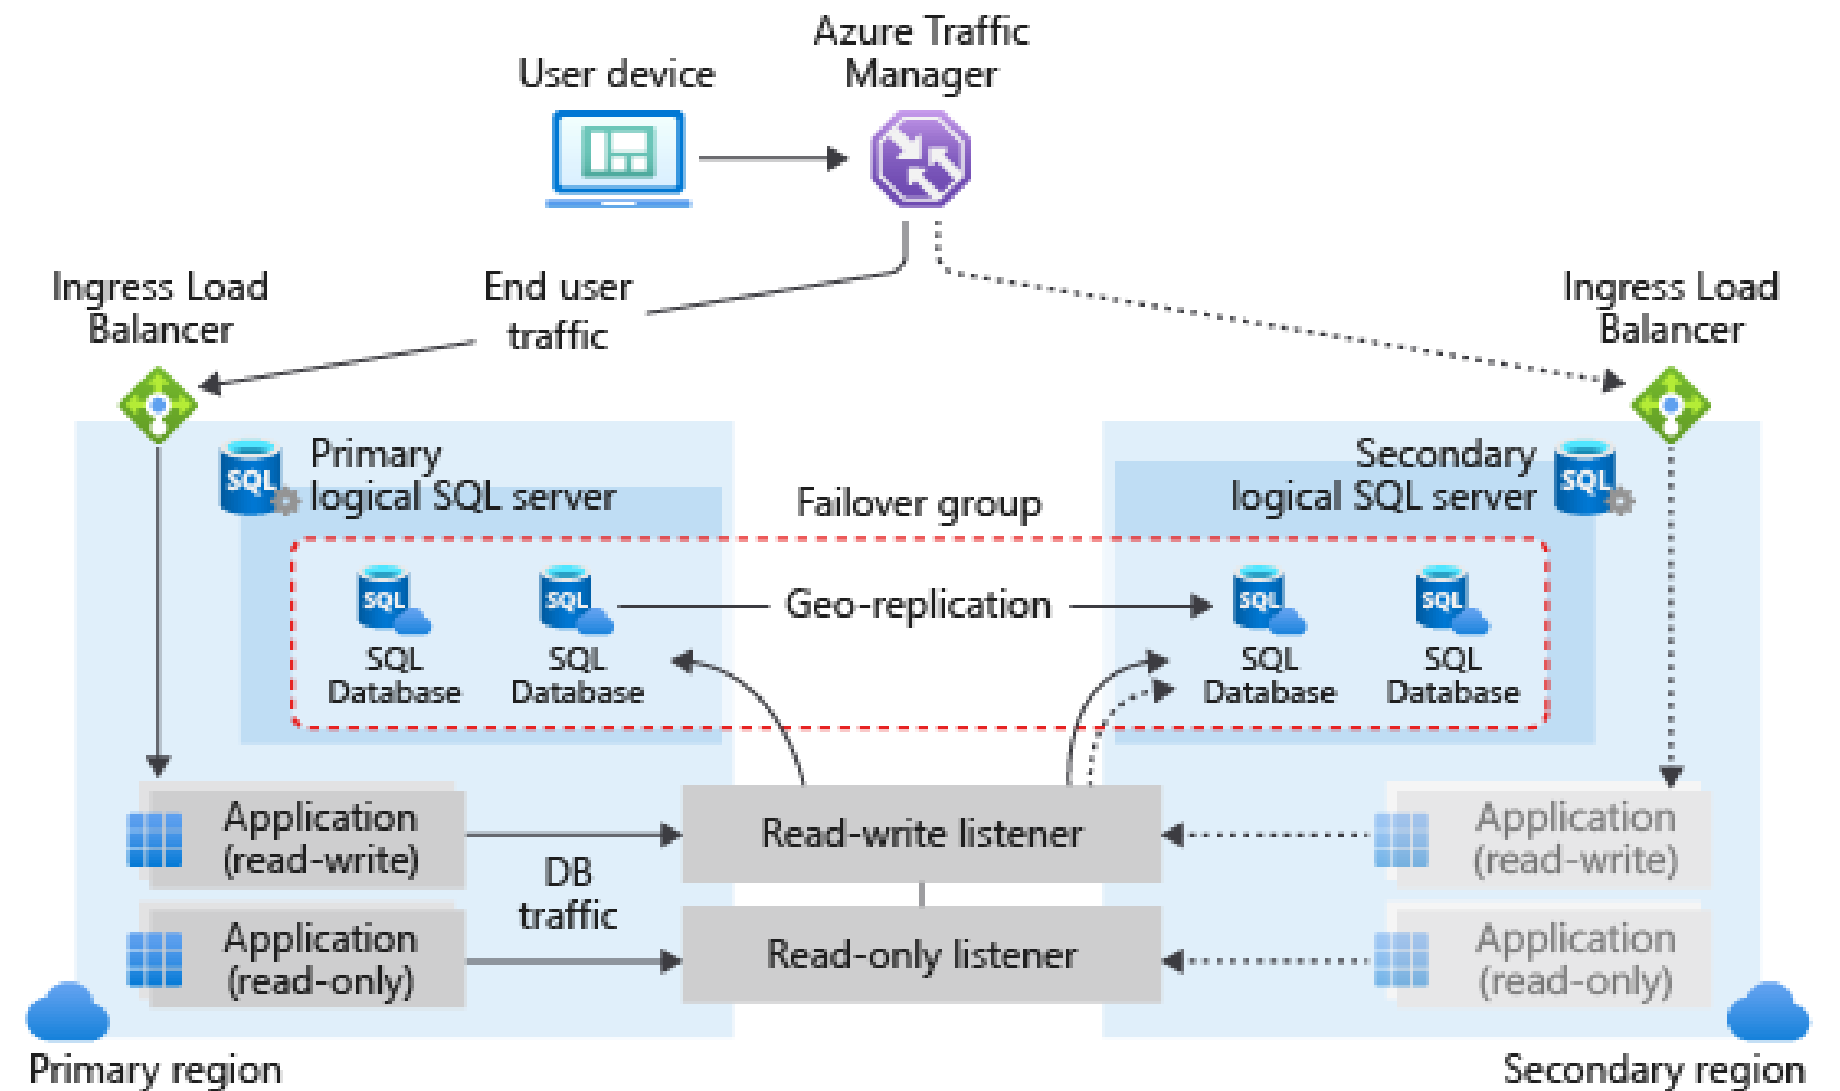 Azure Traffic
Manager
User device
Ingress Load
Balancer
End user
traffic
Ingress Load
Balancer
SQL
Primary
logical SQL server
Failover group
Secondary
logical SQL server
SQL
SQL
SQL
Database
SQL
SQL
Database
Geo-replication
SQL
SQL
Database
SQL
SQL
Database
Application
(read-write)
DB
traffic
Read-write listener
Application
(read-write)
Application
(read-only)
Read-only listener
Application
(read-only)
Primary region
Secondary region